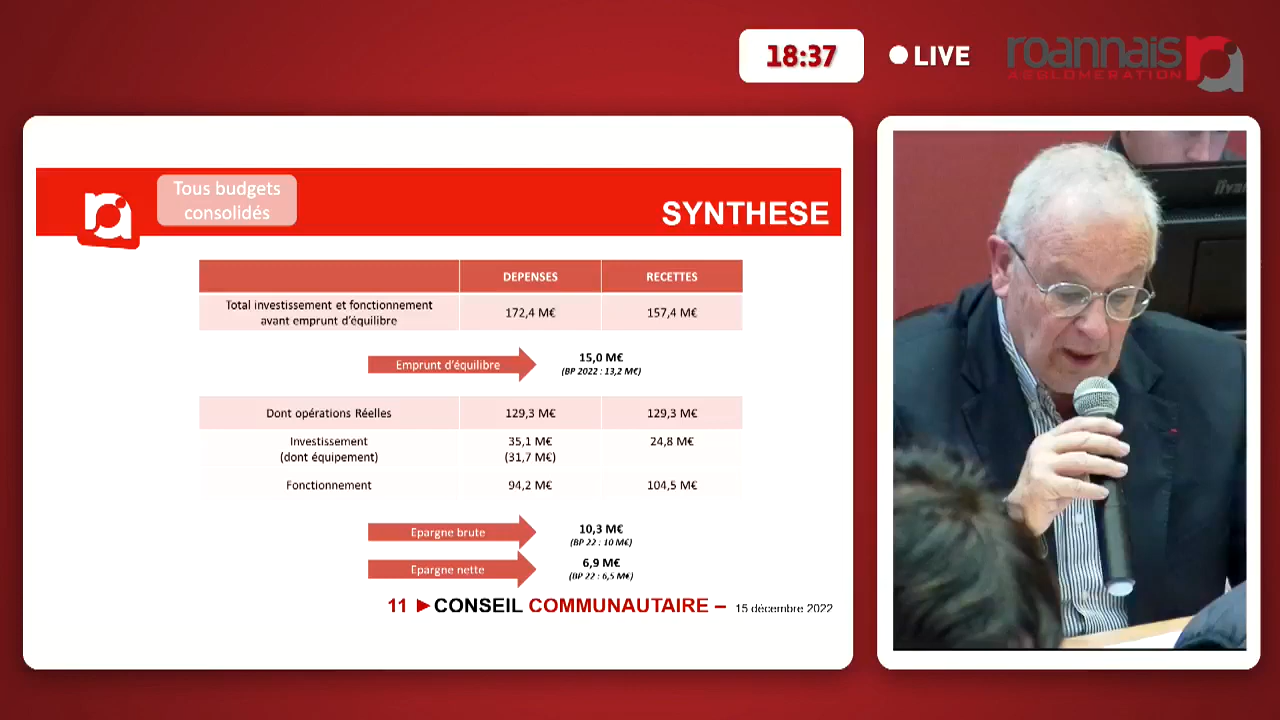 18:37
LIVE
roannais
AGGLOMERATION
Tous budgets
consolidés
SYNTHESE
DEPENSES RECETTES
Total investissement et fonctionnement
avant emprunt d'équilibre
172,4 M€ 157,4 M€
Emprunt d'équilibre
15,0 M€
(BP 2022 : 13,2 M€)
Dont opérations Réelles 129,3 M€ 129,3 M€
Investissement 35,1 M€ 24,8 M€
(dont équipement) (31,7 M€)
Fonctionnement 94,2 M€ 104,5 M€
Epargne brute 10,3 M€
(BP 22 : 10 M€)
Epargne nette 6,9 M€
(BP 22 : 6,5 M€)
11 ►CONSEIL COMMUNAUTAIRE – 15 décembre 2022